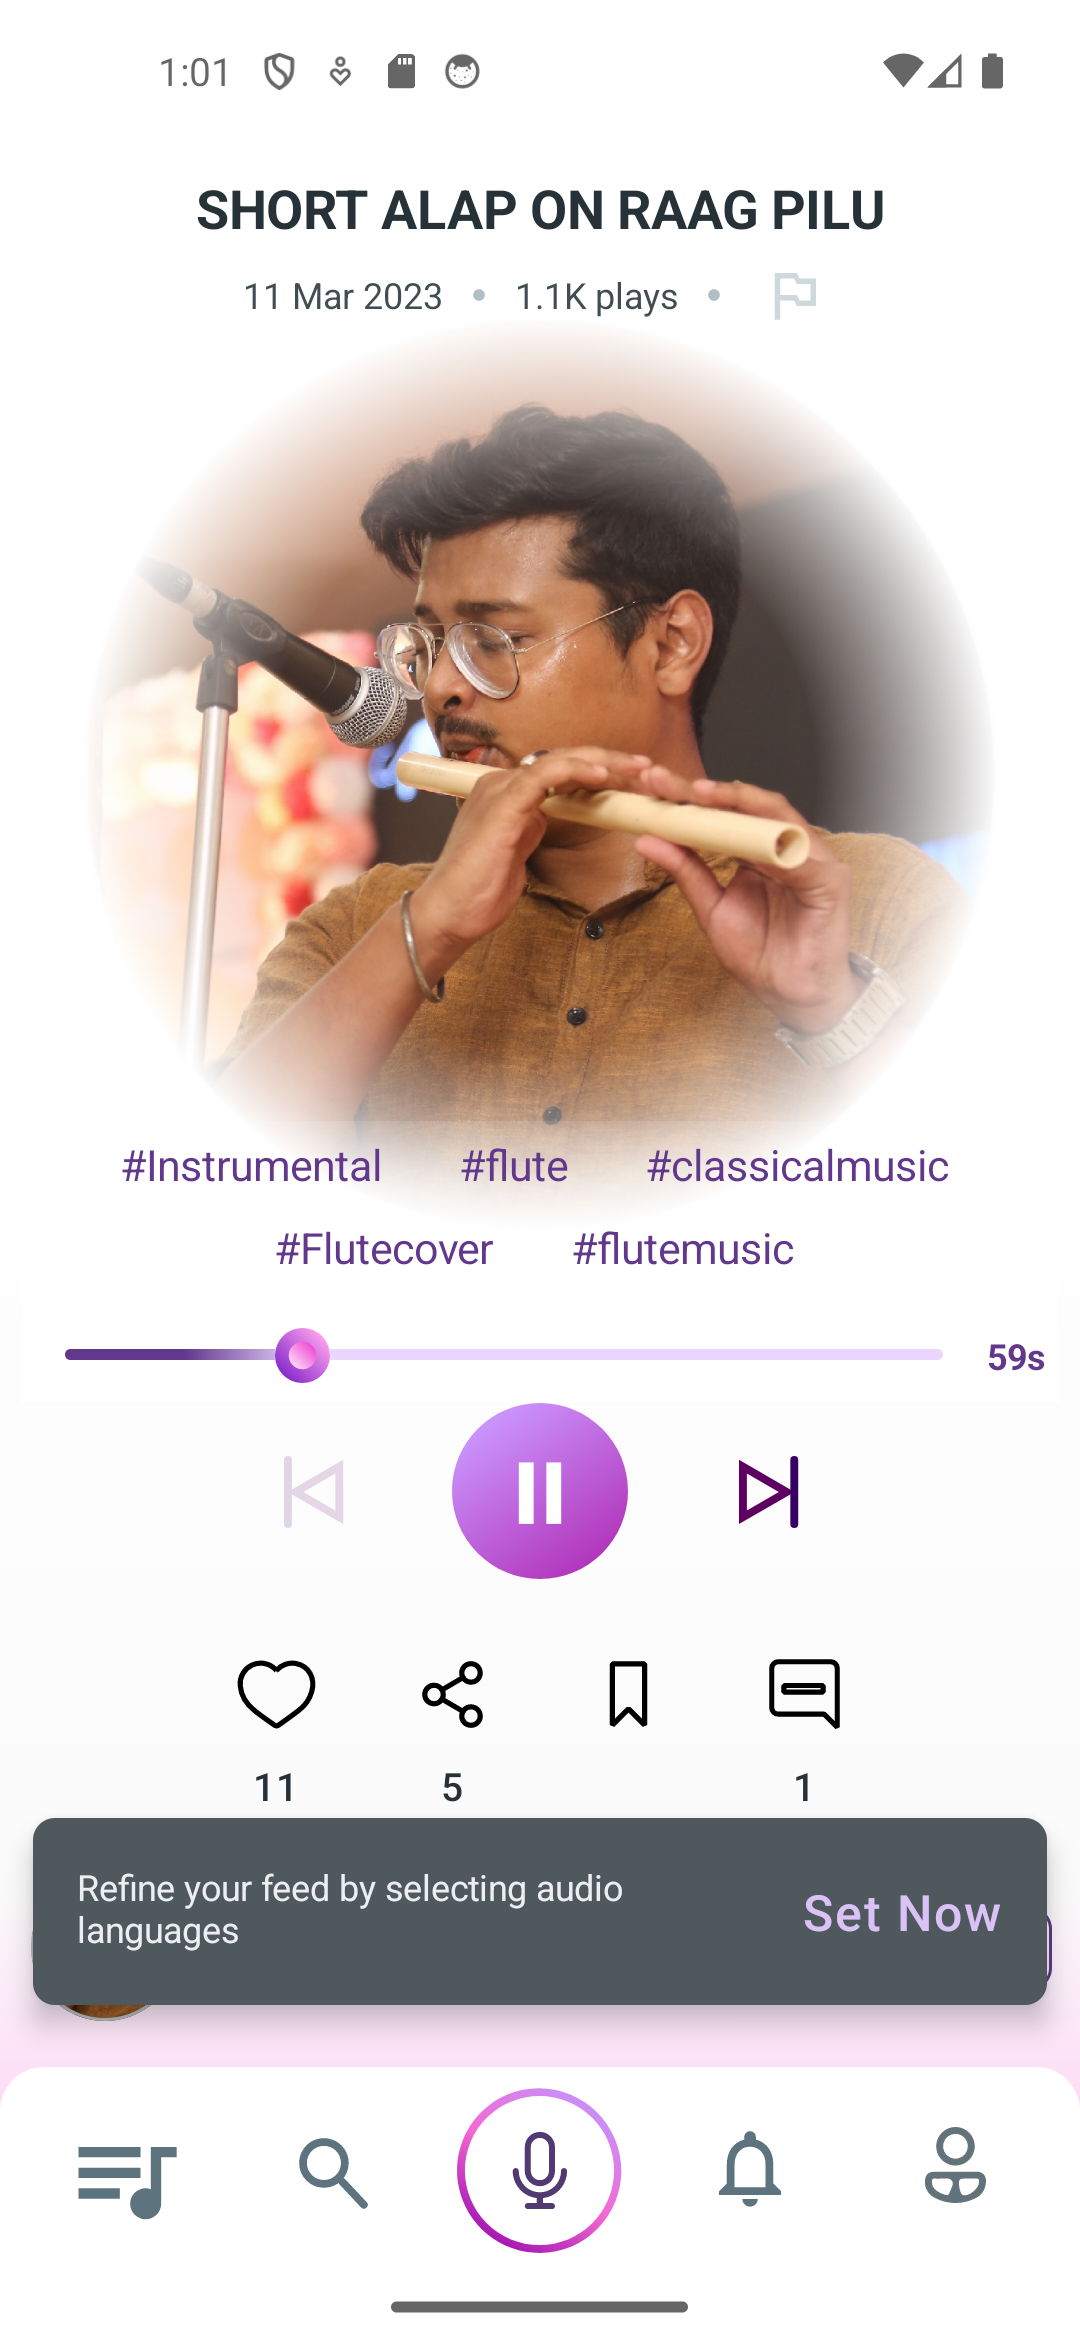 1:01
SHORT ALAP ON RAAG PILU
11 Mar 2023 • 1.1K plays •
#Instrumental #flute #classicalmusic
#Flutecover #flutemusic
59s
11 5 1
Refine your feed by selecting audio
languages
Set Now